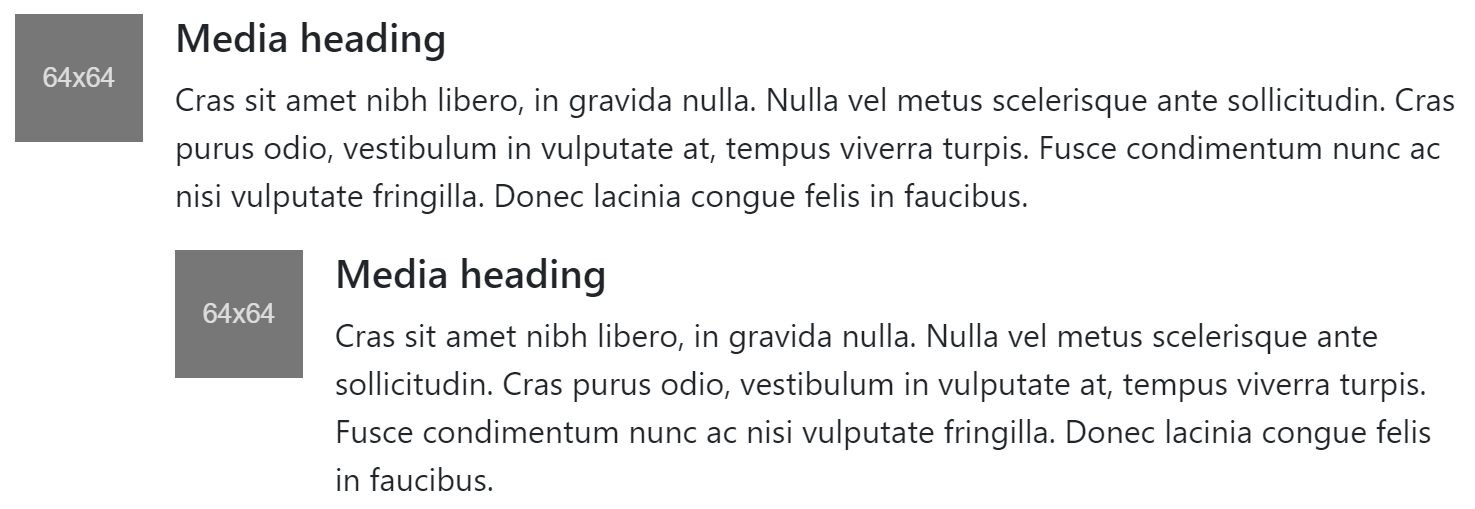 64x64
Media heading
Cras sit amet nibh libero, in gravida nulla. Nulla vel metus scelerisque ante sollicitudin. Cras
purus odio, vestibulum in vulputate at, tempus viverra turpis. Fusce condimentum nunc ac
nisi vulputate fringilla. Donec lacinia congue felis in faucibus.
64x64
Media heading
Cras sit amet nibh libero, in gravida nulla. Nulla vel metus scelerisque ante
sollicitudin. Cras purus odio, vestibulum in vulputate at, tempus viverra turpis.
Fusce condimentum nunc ac nisi vulputate fringilla. Donec lacinia congue felis
in faucibus.